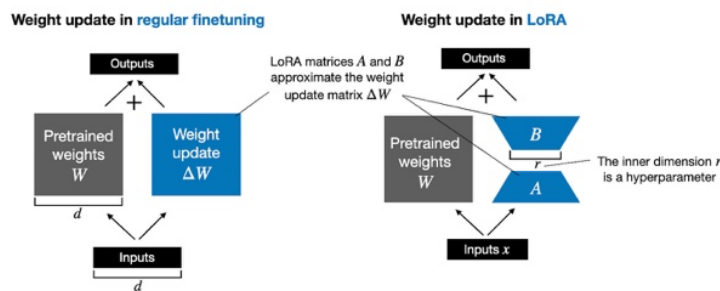 Weight update in regular finetuning
Outputs
+
Pretrained
weights
W
Weight
update
ΔW
d
Inputs
d
LoRA matrices A and B
approximate the weight
update matrix ΔW
Weight update in LoRA
Outputs
+
Pretrained
weights
W
B
r
A
The inner dimension r
is a hyperparameter
Inputs x